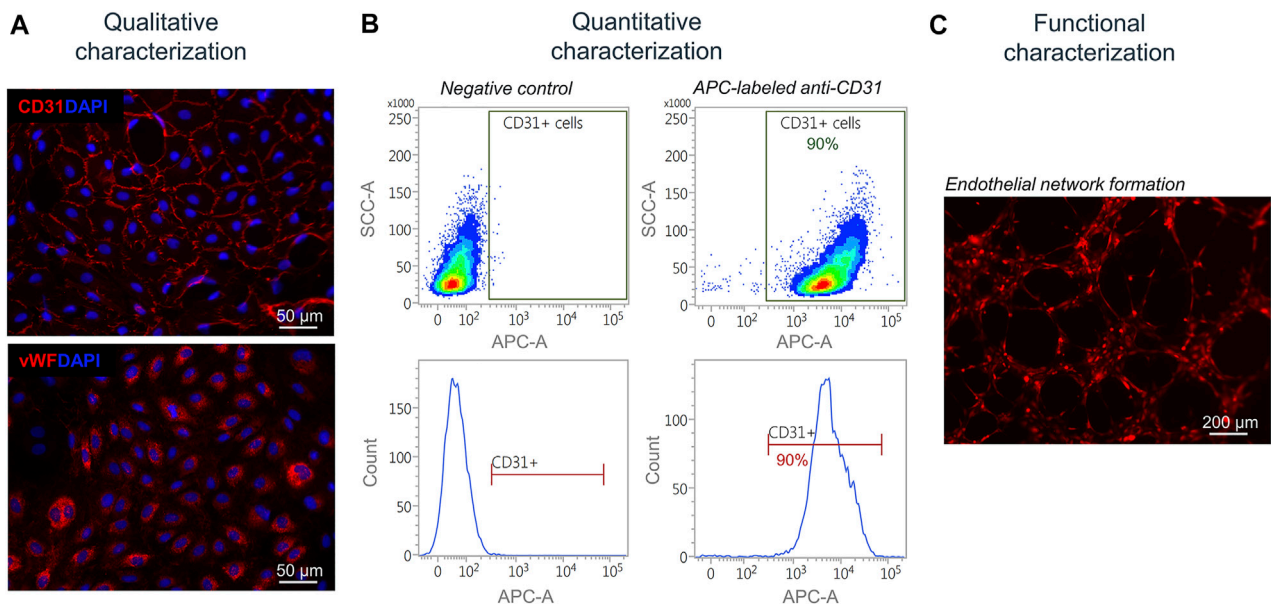 A
Qualitative
characterization
CD31DAPI
50 µm
vWFDAPI
50 µm
B
Quantitative
characterization
Negative control
x1000
250
200
150
100
50
0
SCC-A
CD31+ cells
0 10² 10³ 10⁴ 10⁵
APC-A
APC-labeled anti-CD31
x1000
250
200
150
100
50
0
SCC-A
CD31+ cells
90%
0 10² 10³ 10⁴ 10⁵
APC-A
150
100
50
0
Count
CD31+
0 10² 10³ 10⁴ 10⁵
APC-A
100
50
0
Count
CD31+
90%
0 10² 10³ 10⁴ 10⁵
APC-A
C
Functional
characterization
Endothelial network formation
200 µm